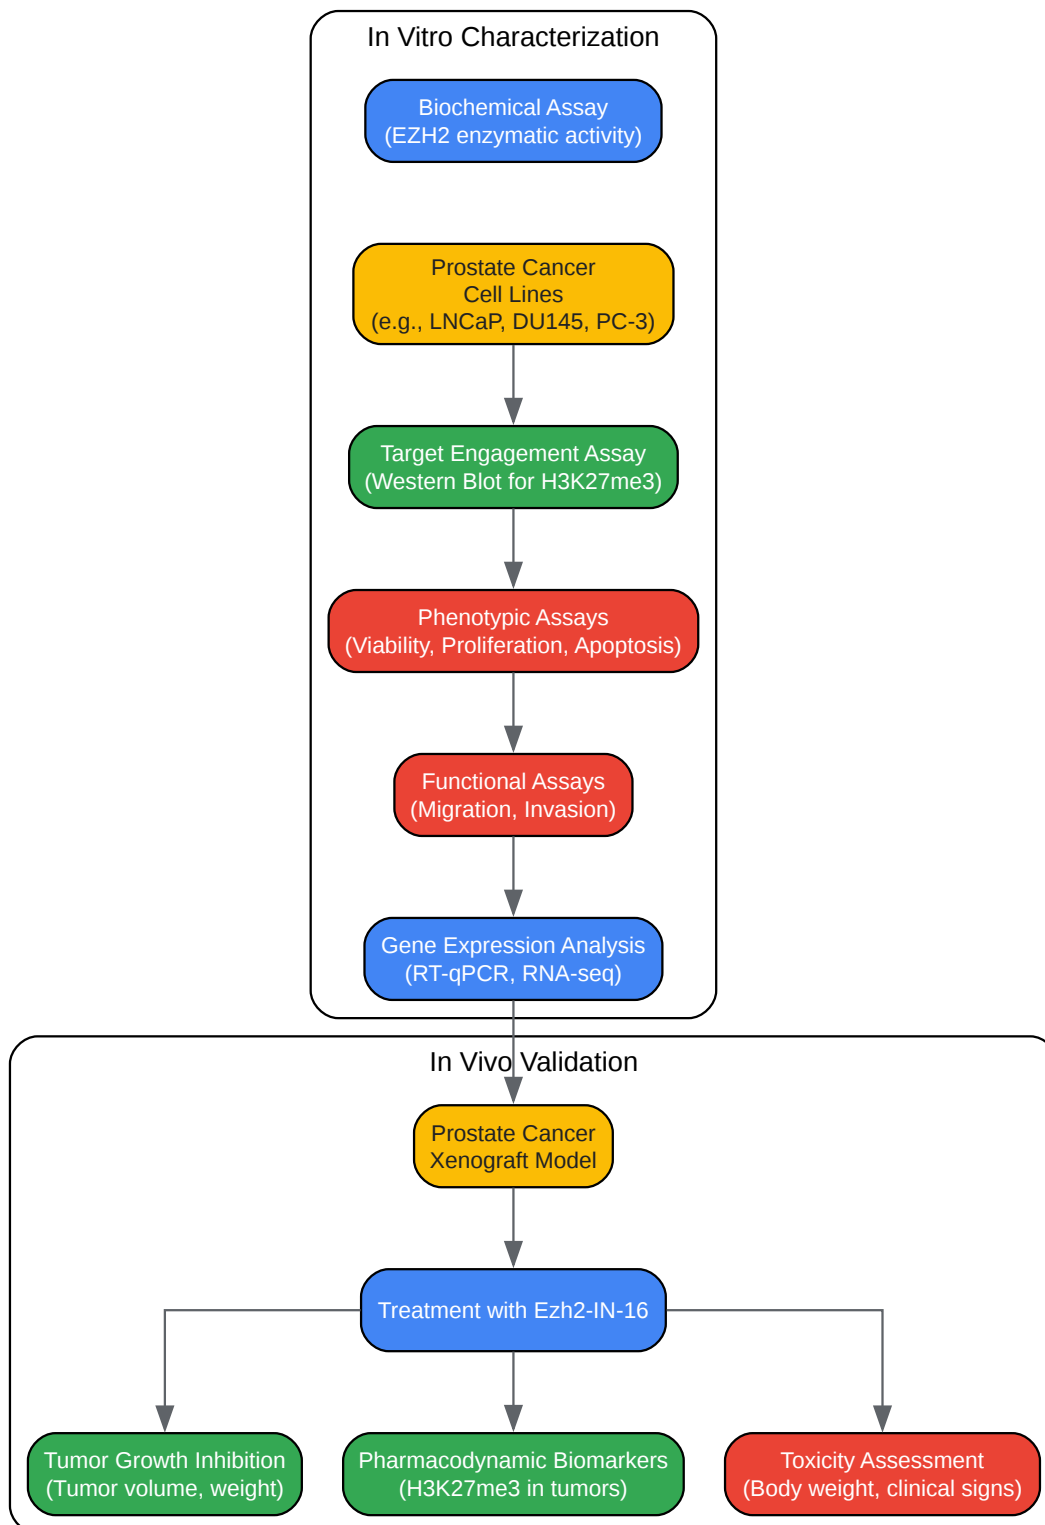 In Vitro Characterization
Biochemical Assay
(EZH2 enzymatic activity)
Prostate Cancer
Cell Lines
(e.g., LNCaP, DU145, PC-3)
Target Engagement Assay
(Western Blot for H3K27me3)
Phenotypic Assays
(Viability, Proliferation, Apoptosis)
Functional Assays
(Migration, Invasion)
Gene Expression Analysis
(RT-qPCR, RNA-seq)
In Vivo Validation
Prostate Cancer
Xenograft Model
Treatment with Ezh2-IN-16
Tumor Growth Inhibition
(Tumor volume, weight)
Pharmacodynamic Biomarkers
(H3K27me3 in tumors)
Toxicity Assessment
(Body weight, clinical signs)